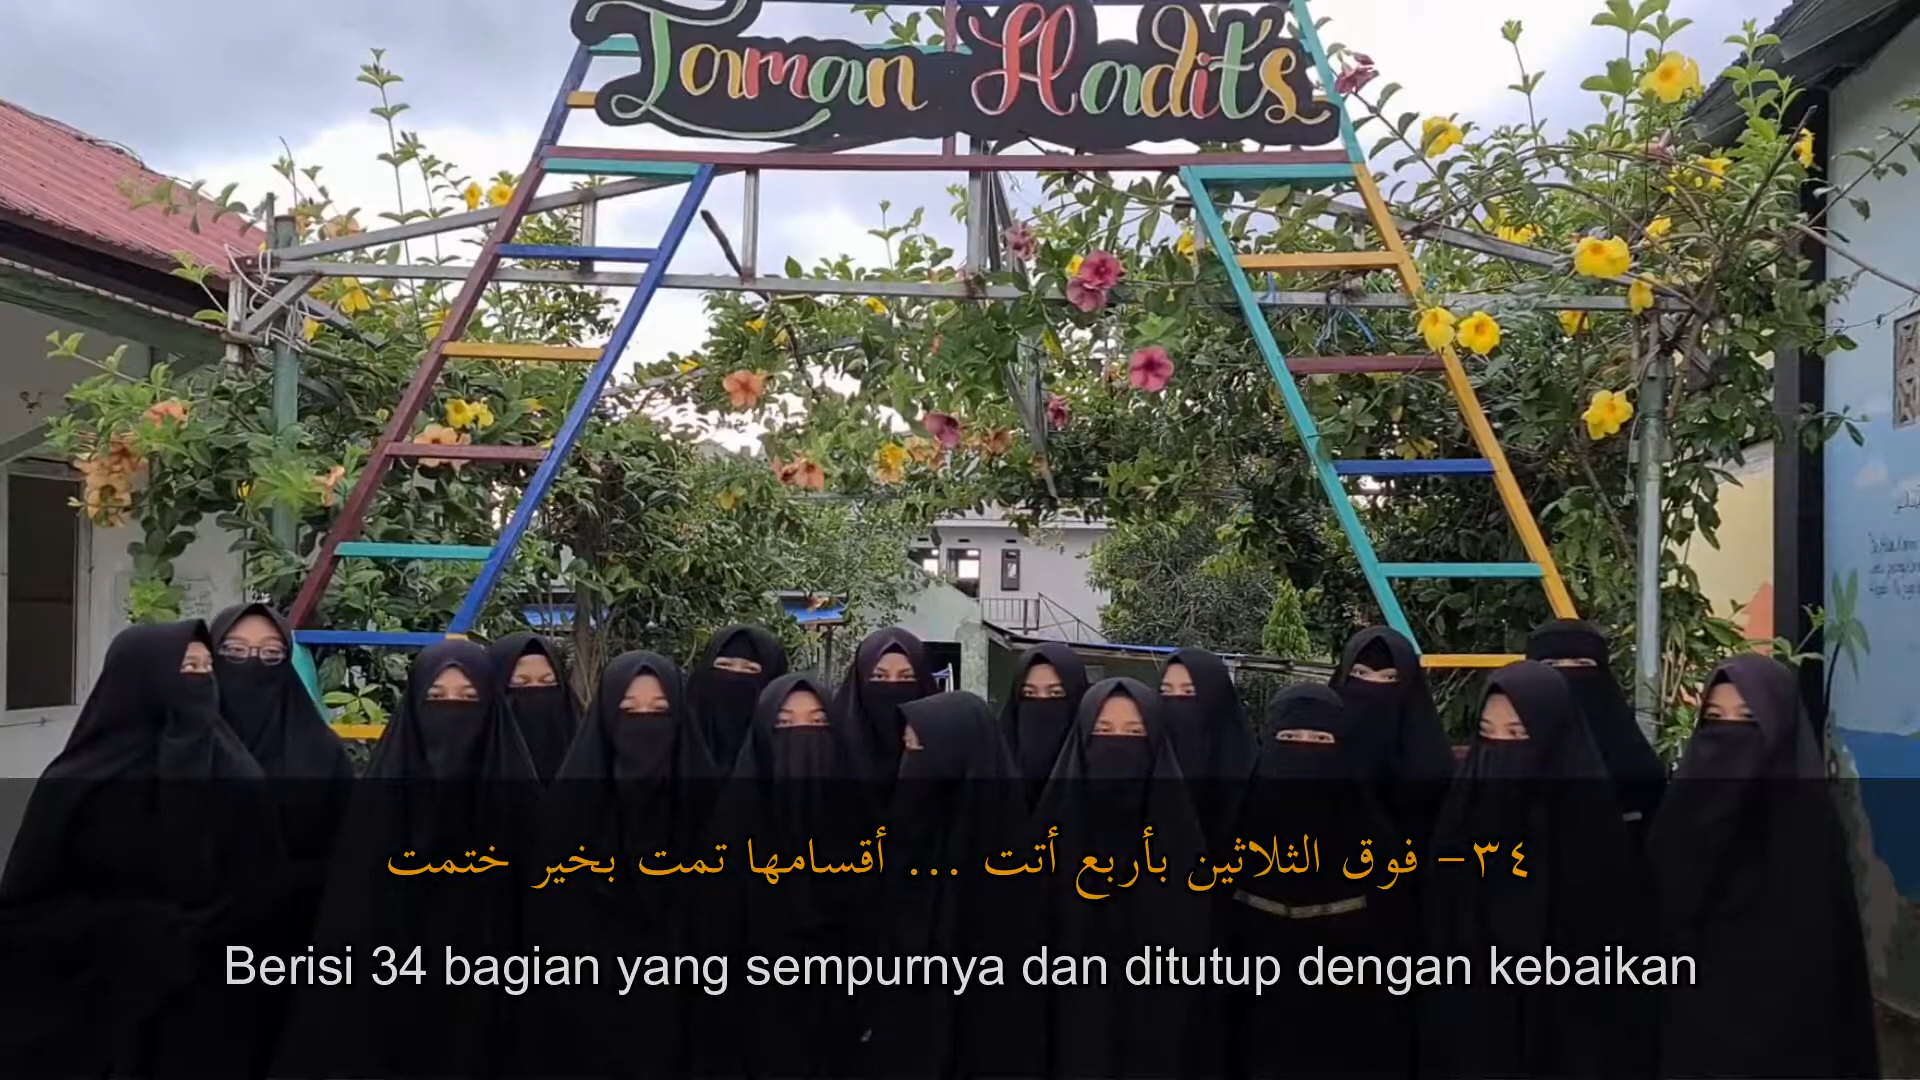 Taman Hadits
٣٤- فوق الثلاثين بأربع أتت ... أقسامها تمت بخير ختمت
Berisi 34 bagian yang sempurnya dan ditutup dengan kebaikan